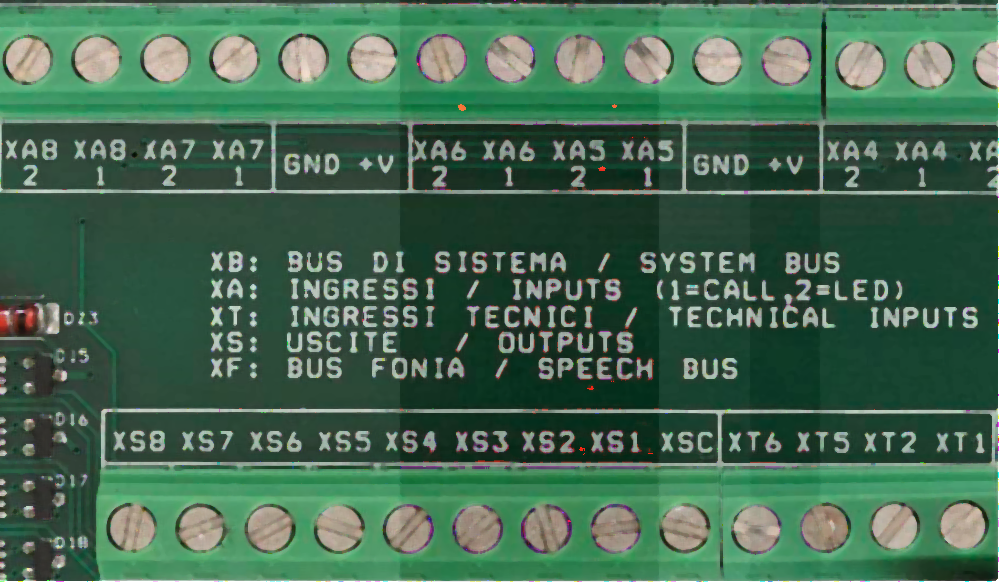 XA8 XA8 XA7 XA7 GND +V XA6 XA6 XA5 XA5 GND +V XA4 XA4
2 1 2 1 2 1 2 1 2 1 2
XB: BUS DI SISTEMA / SYSTEM BUS
XA: INGRESSI / INPUTS (1=CALL,2=LED)
XT: INGRESSI TECNICI / TECHNICAL INPUTS
XS: USCITE / OUTPUTS
XF: BUS FONIA / SPEECH BUS
D23
D15
D16
XS8 XS7 XS6 XS5 XS4 XS3 XS2 XS1 XSC XT6 XT5 XT2 XT1
D17
D18